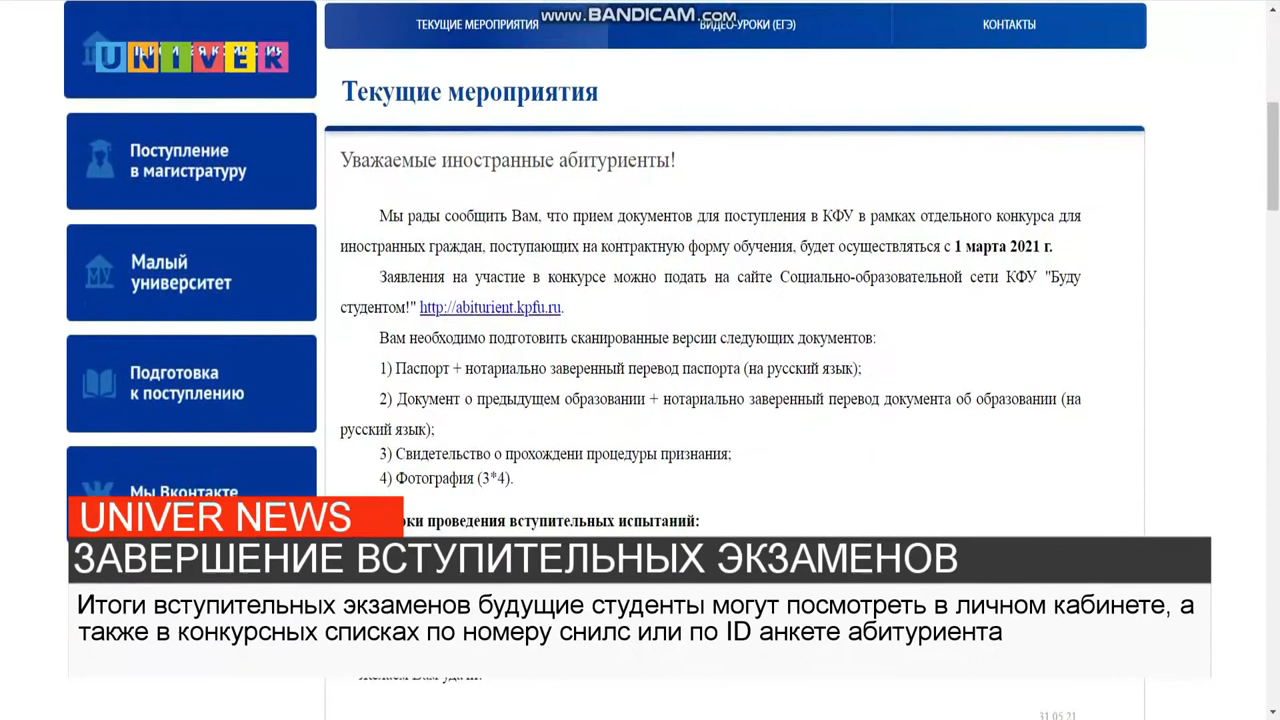 www.BANDICAM.com
ТЕКУЩИЕ МЕРОПРИЯТИЯ
ВИДЕО-УРОКИ (ЕГЭ)
КОНТАКТЫ
UNIVER
Поступление
в магистратуру
Малый
университет
Подготовка
к поступлению
Мы Вконтакте
Текущие мероприятия
Уважаемые иностранные абитуриенты!
Мы рады сообщить Вам, что прием документов для поступления в КФУ в рамках отдельного конкурса для
иностранных граждан, поступающих на контрактную форму обучения, будет осуществляться с 1 марта 2021 г.
Заявления на участие в конкурсе можно подать на сайте Социально-образовательной сети КФУ "Буду
студентом!" http://abiturient.kpfu.ru.
Вам необходимо подготовить сканированные версии следующих документов:
1) Паспорт + нотариально заверенный перевод паспорта (на русский язык);
2) Документ о предыдущем образовании + нотариально заверенный перевод документа об образовании (на
русский язык);
3) Свидетельство о прохождени процедуры признания;
4) Фотография (3*4).
проведения вступительных испытаний:
UNIVER NEWS
ЗАВЕРШЕНИЕ ВСТУПИТЕЛЬНЫХ ЭКЗАМЕНОВ
Итоги вступительных экзаменов будущие студенты могут посмотреть в личном кабинете, а
также в конкурсных списках по номеру снилс или по ID анкете абитуриента
31.05.21